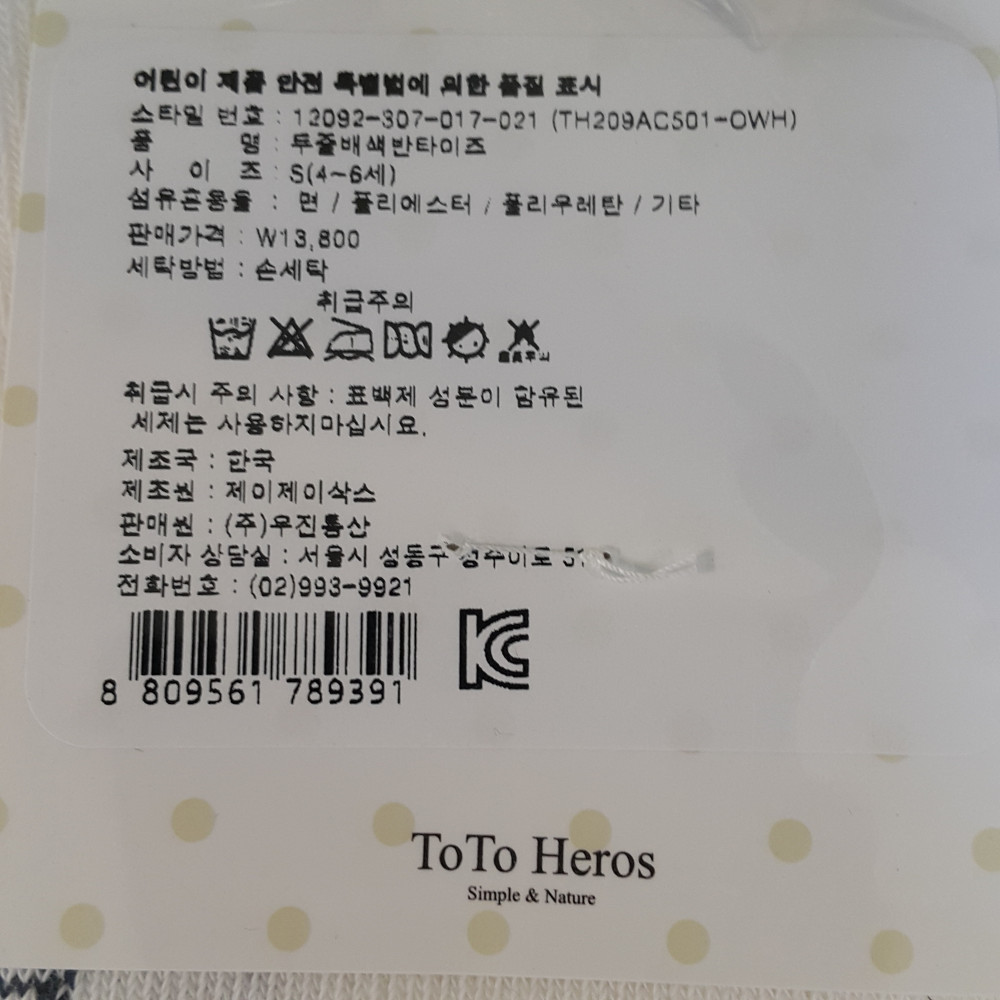 어린이 제품 안전 특별법에 의한 품질 표시
스타일 번호 : 12092-307-017-021 (TH209AC501-OWH)
품 명 : 두줄배색반타이즈
사 이 즈 : S(4~6세)
섬유혼용율 : 면 / 폴리에스터 / 폴리우레탄 / 기타
판매가격 : W13,800
세탁방법 : 손세탁
취급주의
취급시 주의 사항 : 표백제 성분이 함유된
세제는 사용하지마십시요.
제조국 : 한국
제조원 : 제이제이삭스
판매원 : (주)우진통산
소비자 상담실 : 서울시 성동구 성수이로 51
전화번호 : (02)993-9921
8 809561 789391
KC
ToTo Heros
Simple & Nature